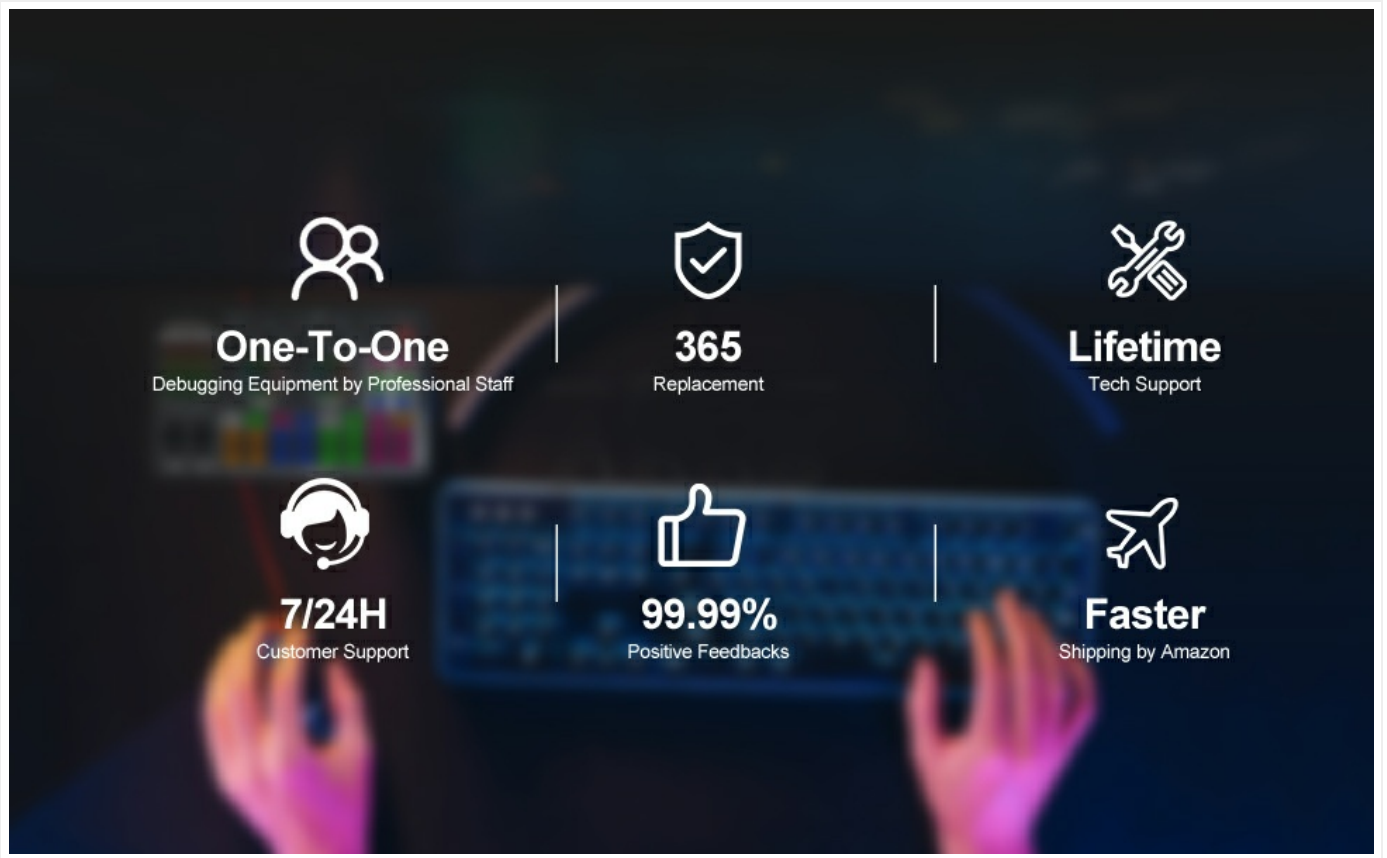 One-To-One
Debugging Equipment by Professional Staff
365
Replacement
Lifetime
Tech Support
7/24H
Customer Support
99.99%
Positive Feedbacks
Faster
Shipping by Amazon